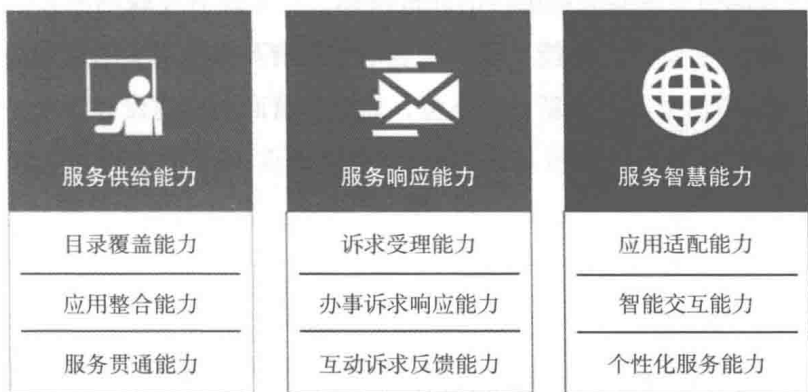 服务供给能力
目录覆盖能力
应用整合能力
服务贯通能力
服务响应能力
诉求受理能力
办事诉求响应能力
互动诉求反馈能力
服务智慧能力
应用适配能力
智能交互能力
个性化服务能力